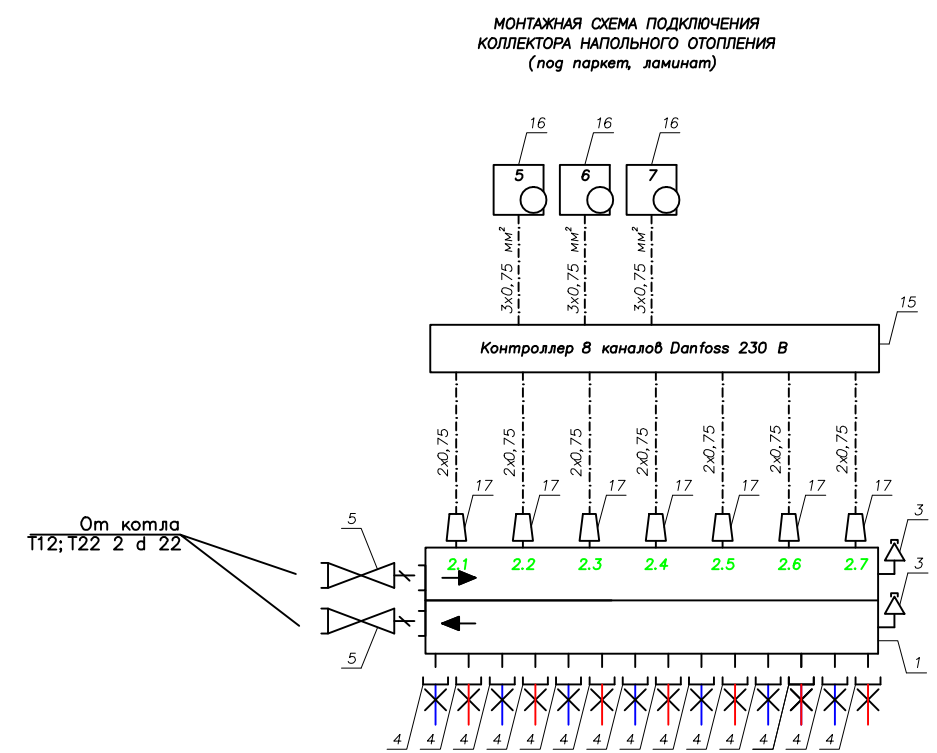 МОНТАЖНАЯ СХЕМА ПОДКЛЮЧЕНИЯ
КОЛЛЕКТОРА НАПОЛЬНОГО ОТОПЛЕНИЯ
(под паркет, ламинат)
16 16 16
5 6 7
3х0,75 мм² 3х0,75 мм² 3х0,75 мм²
15
Контроллер 8 каналов Danfoss 230 В
2х0,75 2х0,75 2х0,75 2х0,75 2х0,75 2х0,75 2х0,75
17 17 17 17 17 17 17
3
От котла
Т12; Т22 2 d 22
5
2.1 2.2 2.3 2.4 2.5 2.6 2.7
3
5
1
4 4 4 4 4 4 4 4 4 4 4 4 4 4